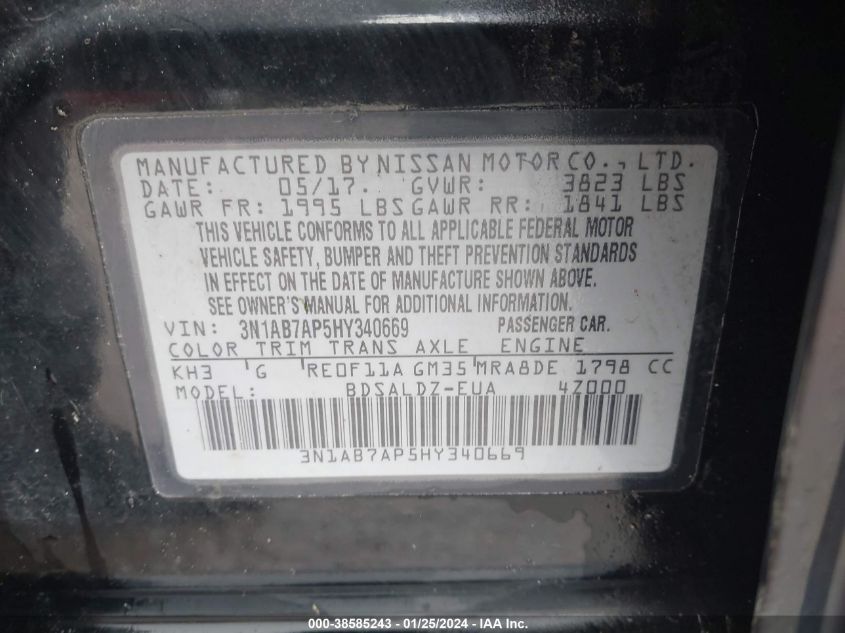 MANUFACTURED BY NISSAN MOTOR CO., LTD.
DATE: 05/17. GVWR: 3823 LBS
GAWR FR: 1995 LBS GAWR RR: 1841 LBS
THIS VEHICLE CONFORMS TO ALL APPLICABLE FEDERAL MOTOR
VEHICLE SAFETY, BUMPER AND THEFT PREVENTION STANDARDS
IN EFFECT ON THE DATE OF MANUFACTURE SHOWN ABOVE.
SEE OWNER'S MANUAL FOR ADDITIONAL INFORMATION.
VIN: 3N1AB7AP5HY340669 PASSENGER CAR.
COLOR TRIM TRANS AXLE ENGINE
KH3 G RE0F11A GM35 MRA8DE 1798 CC
MODEL: BDSALDZ-EUA 4Z000
3N1AB7AP5HY340669
000-38585243 - 01/25/2024 - IAA Inc.